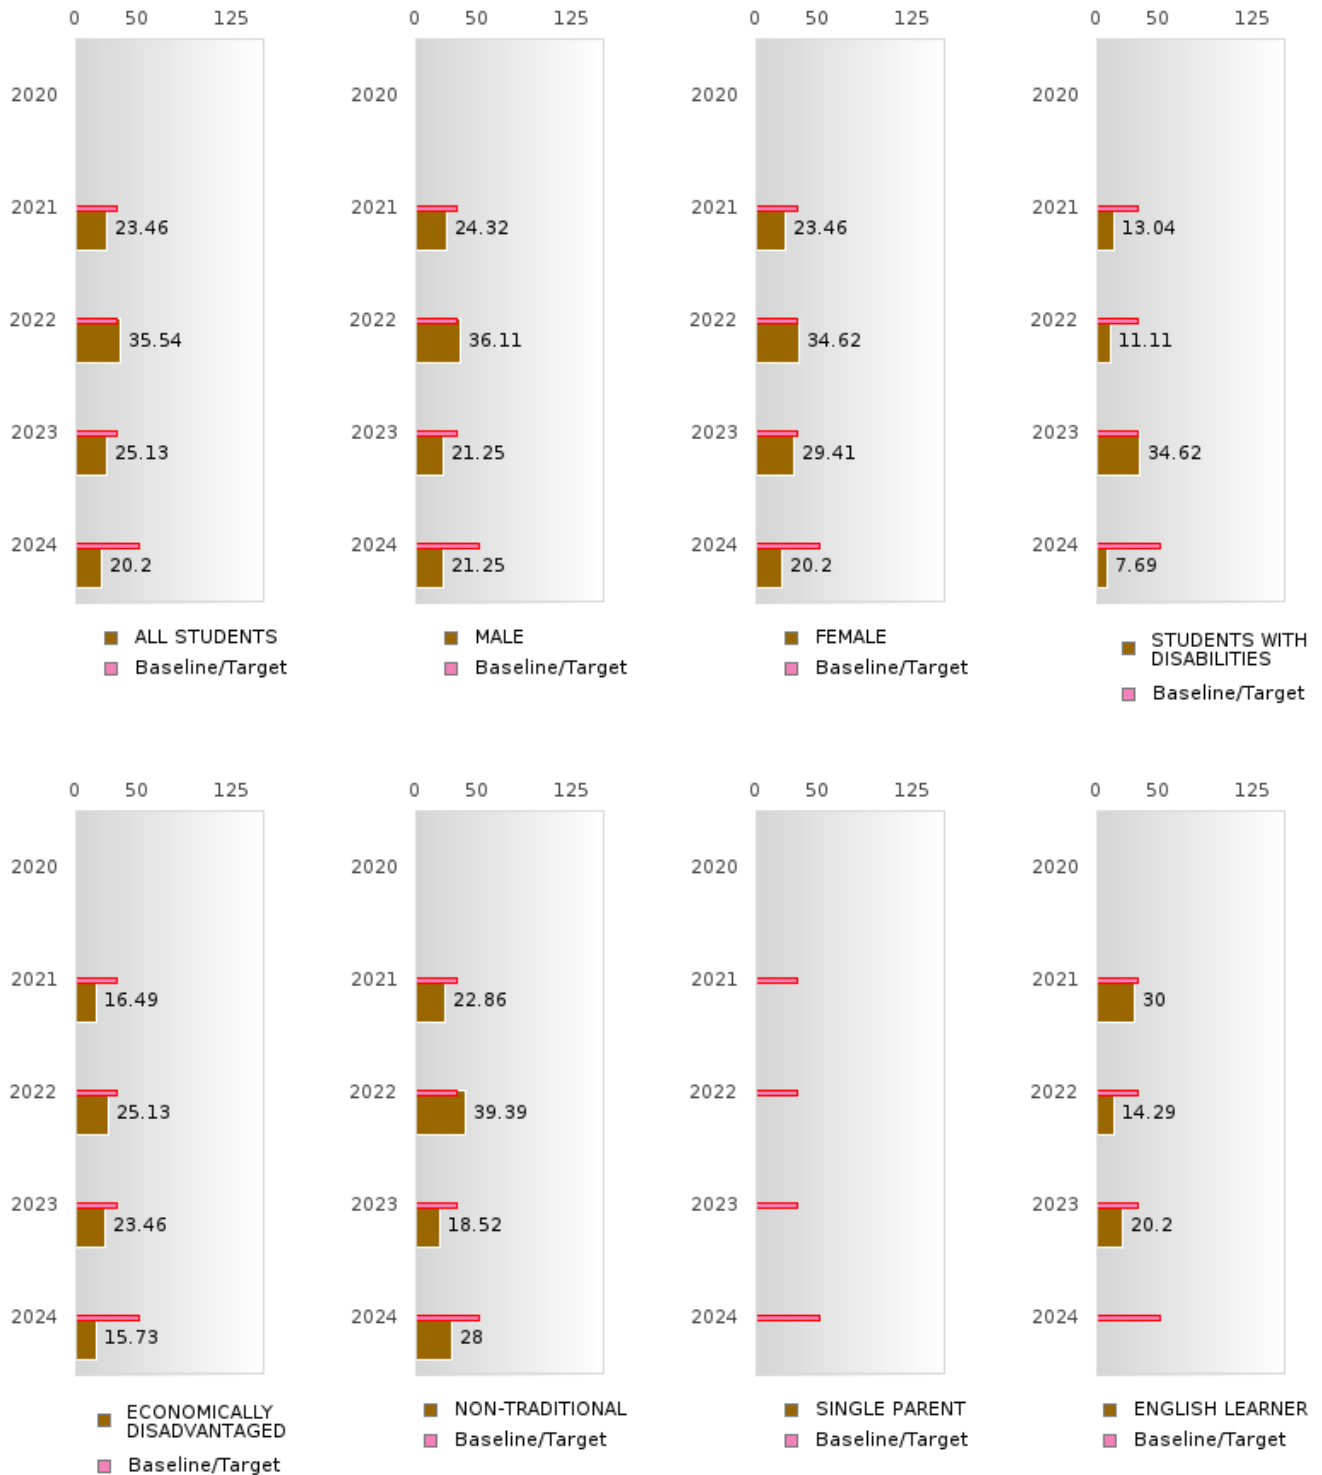 0 50 125
2020
2021 23.46
2022 35.54
2023 25.13
2024 20.2
ALL STUDENTS
Baseline/Target
0 50 125
2020
2021 24.32
2022 36.11
2023 21.25
2024 21.25
MALE
Baseline/Target
0 50 125
2020
2021 23.46
2022 34.62
2023 29.41
2024 20.2
FEMALE
Baseline/Target
0 50 125
2020
2021 13.04
2022 11.11
2023 34.62
2024 7.69
STUDENTS WITH
DISABILITIES
Baseline/Target
0 50 125
2020
2021 16.49
2022 25.13
2023 23.46
2024 15.73
ECONOMICALLY
DISADVANTAGED
Baseline/Target
0 50 125
2020
2021 22.86
2022 39.39
2023 18.52
2024 28
NON-TRADITIONAL
Baseline/Target
0 50 125
2020
2021
2022
2023
2024
SINGLE PARENT
Baseline/Target
0 50 125
2020
2021 30
2022 14.29
2023 20.2
2024
ENGLISH LEARNER
Baseline/Target